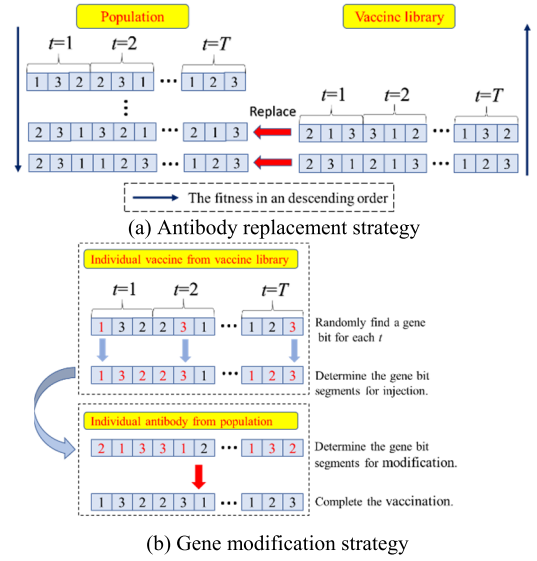 Population
Vaccine library
t=1 t=2 t=T
1 3 2 2 3 1 ••• 1 2 3
t=1 t=2 t=T
Replace
2 3 1 3 2 1 ••• 2 1 3
2 1 3 3 1 2 ••• 1 3 2
2 3 1 1 2 3 ••• 1 2 3
2 3 1 2 1 3 ••• 1 2 3
The fitness in an descending order
(a) Antibody replacement strategy
Individual vaccine from vaccine library
t=1 t=2 t=T
1 3 2 2 3 1 ••• 1 2 3
Randomly find a gene
bit for each t
1 3 2 2 3 1 ••• 1 2 3
Determine the gene bit
segments for injection.
Individual antibody from population
2 1 3 3 1 2 ••• 1 3 2
Determine the gene bit
segments for modification.
1 3 2 2 3 1 ••• 1 2 3
Complete the vaccination.
(b) Gene modification strategy